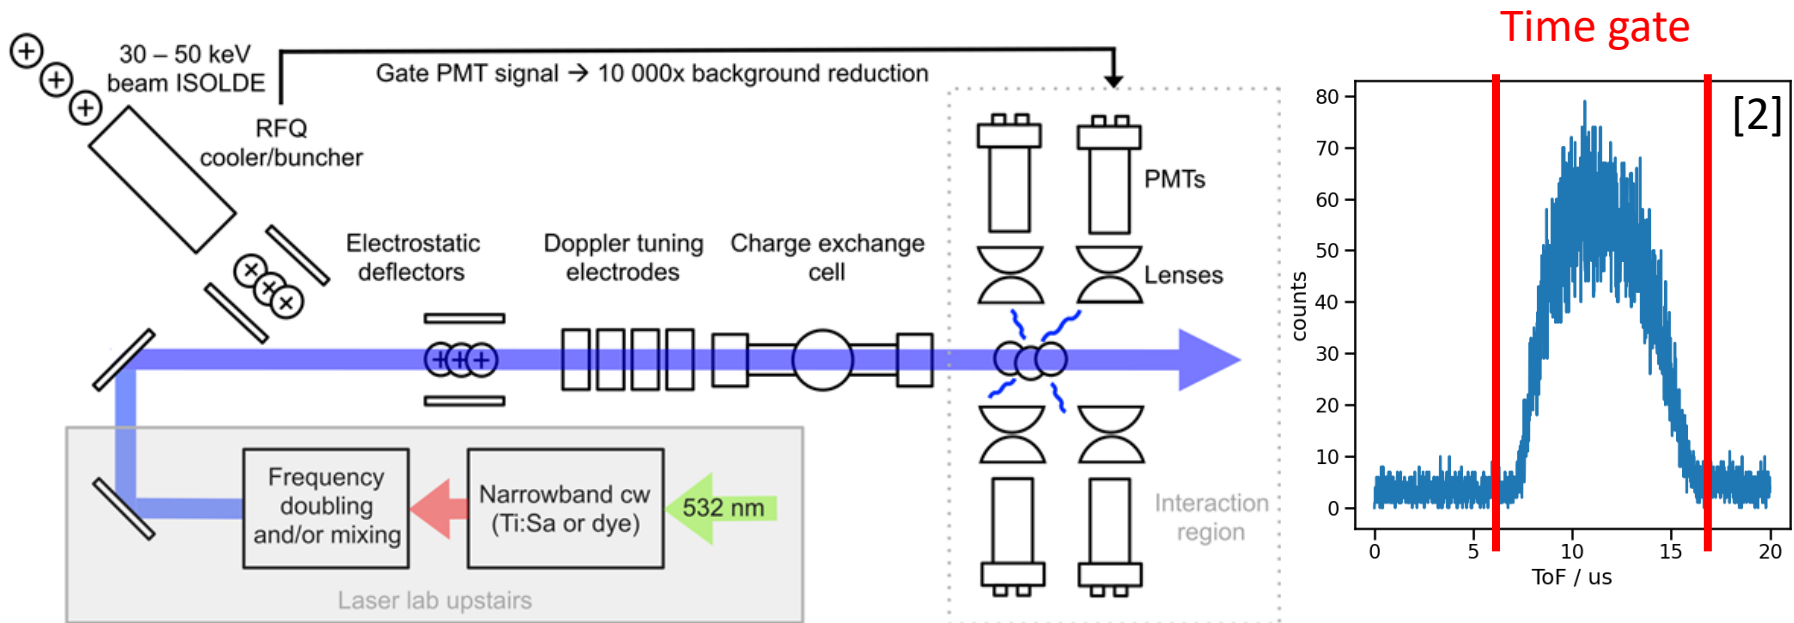 30 – 50 keV
beam ISOLDE
Gate PMT signal → 10 000x background reduction
RFQ
cooler/buncher
Electrostatic
deflectors
Doppler tuning
electrodes
Charge exchange
cell
PMTs
Lenses
Interaction
region
Frequency
doubling
and/or mixing
Narrowband cw
(Ti:Sa or dye)
532 nm
Laser lab upstairs
Time gate
[2]
counts
80
70
60
50
40
30
20
10
0
0 5 10 15 20
ToF / us